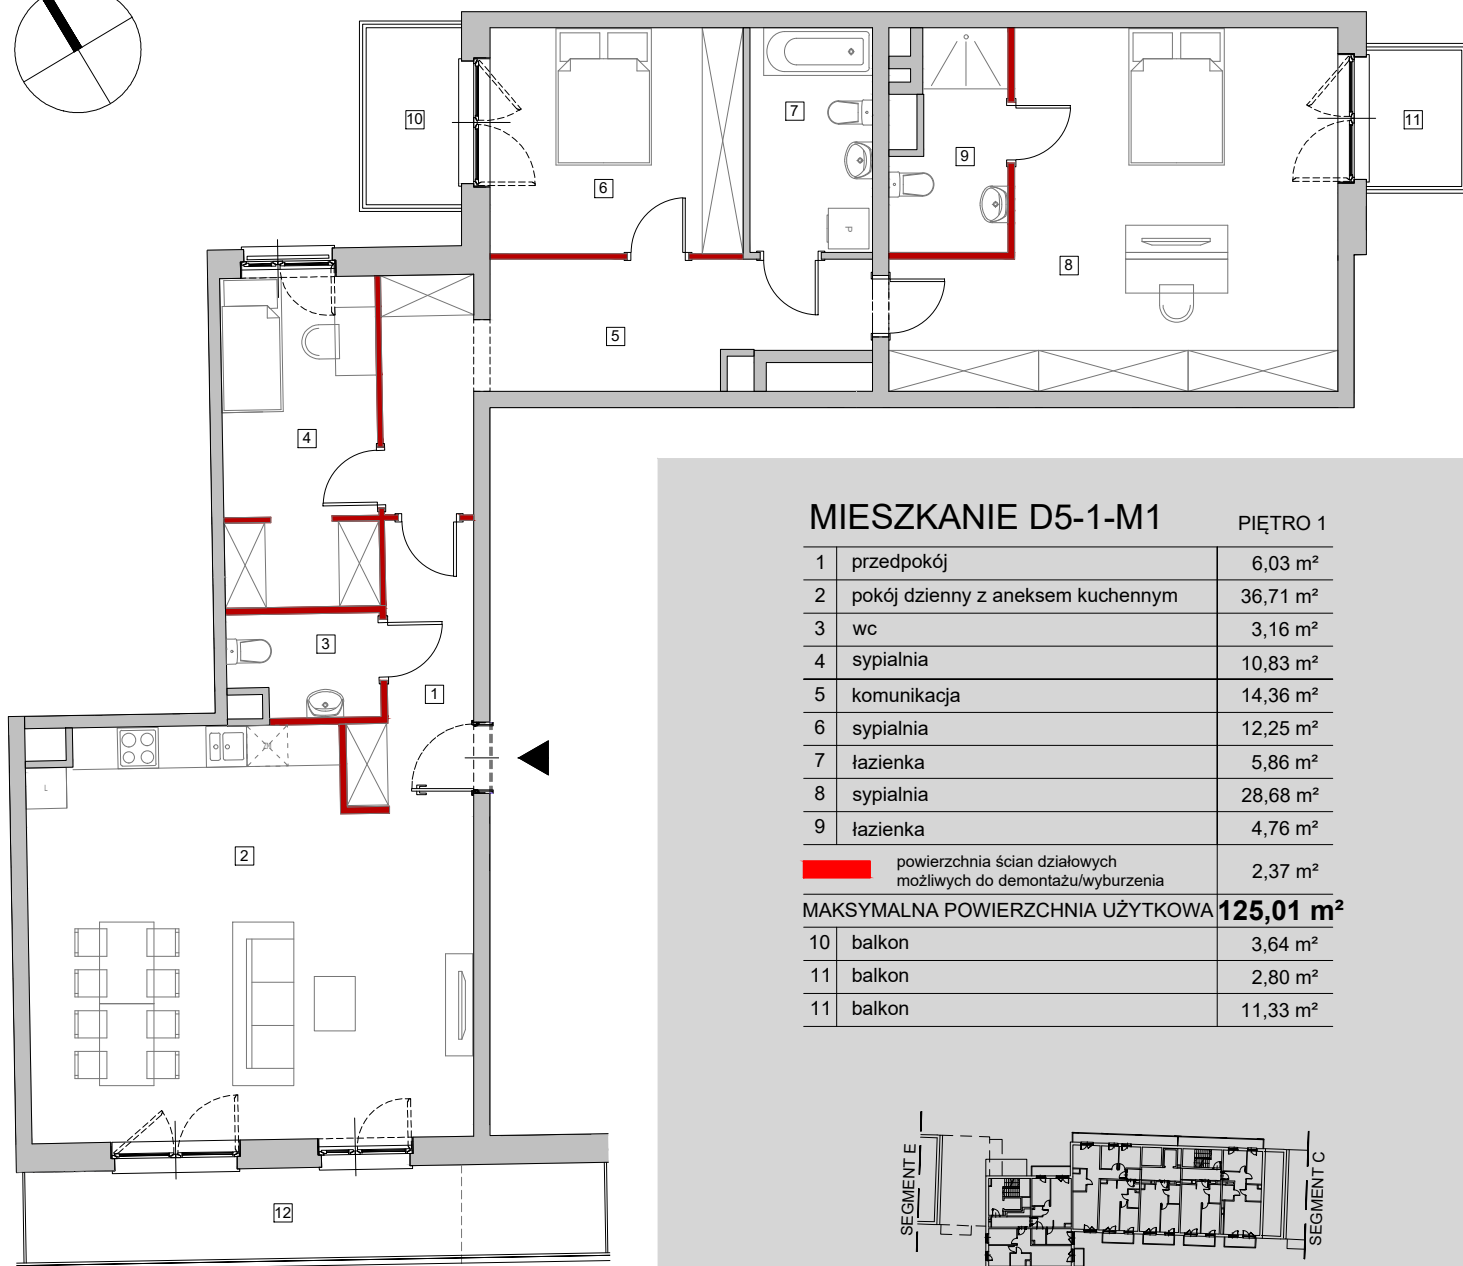 10
6
7
9
8
11
5
4
3
1
2
12
P
L
MIESZKANIE D5-1-M1 PIĘTRO 1
1 przedpokój 6,03 m²
2 pokój dzienny z aneksem kuchennym 36,71 m²
3 wc 3,16 m²
4 sypialnia 10,83 m²
5 komunikacja 14,36 m²
6 sypialnia 12,25 m²
7 łazienka 5,86 m²
8 sypialnia 28,68 m²
9 łazienka 4,76 m²
powierzchnia ścian działowych
możliwych do demontażu/wyburzenia 2,37 m²
MAKSYMALNA POWIERZCHNIA UŻYTKOWA 125,01 m²
10 balkon 3,64 m²
11 balkon 2,80 m²
11 balkon 11,33 m²
SEGMENT E
SEGMENT C